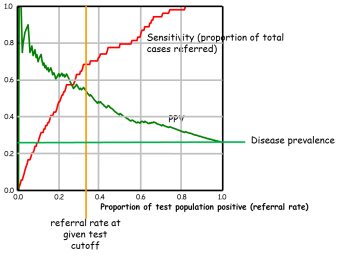 1.0
Sensitivity (proportion of total
cases referred)
0.8
0.6
0.4
PPV
Disease prevalence
0.2
0.0
0.0 0.2 0.4 0.6 0.8 1.0
Proportion of test population positive (referral rate)
referral rate at
given test
cutoff